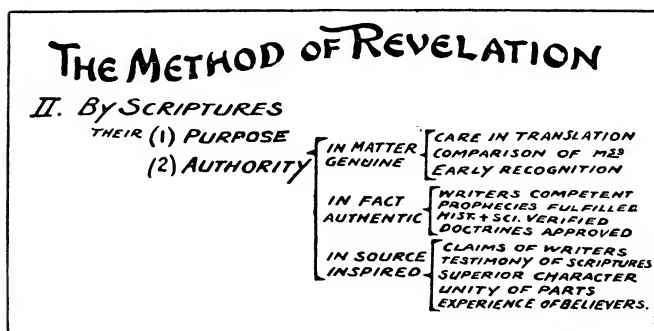 THE METHOD OF REVELATION
II. BY SCRIPTURES
THEIR (1) PURPOSE
(2) AUTHORITY
IN MATTER GENUINE
CARE IN TRANSLATION
COMPARISON OF MSS
EARLY RECOGNITION
IN FACT AUTHENTIC
WRITERS COMPETENT
PROPHECIES FULFILLED
HIST. + SCI. VERIFIED
DOCTRINES APPROVED
IN SOURCE INSPIRED
CLAIMS OF WRITERS
TESTIMONY OF SCRIPTURES
SUPERIOR CHARACTER
UNITY OF PARTS
EXPERIENCE OF BELIEVERS.